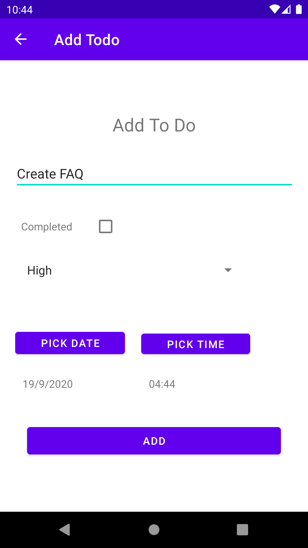 10:44
Add Todo
Add To Do
Create FAQ
Completed
High
PICK DATE PICK TIME
19/9/2020 04:44
ADD